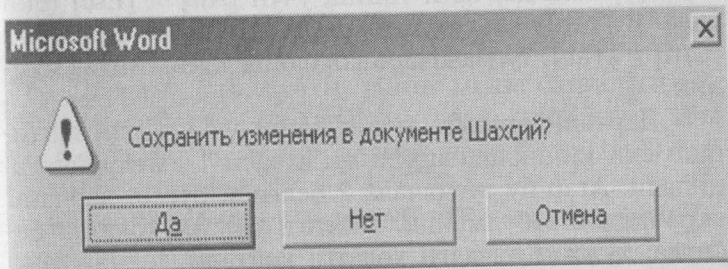 Microsoft Word
Сохранить изменения в документе Шахсий?
Да
Нет
Отмена